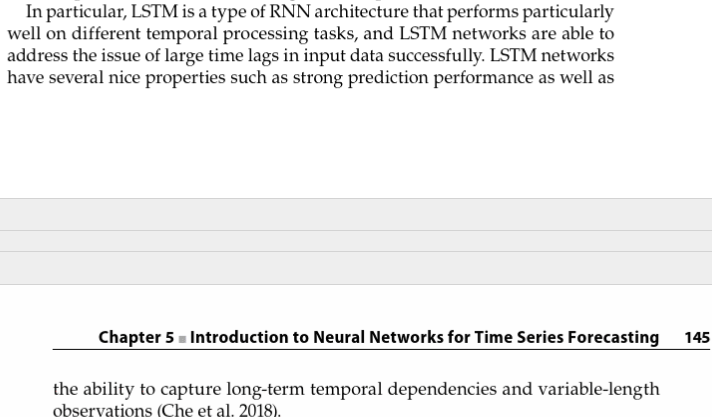 In particular, LSTM is a type of RNN architecture that performs particularly
well on different temporal processing tasks, and LSTM networks are able to
address the issue of large time lags in input data successfully. LSTM networks
have several nice properties such as strong prediction performance as well as
Chapter 5 ■ Introduction to Neural Networks for Time Series Forecasting 145
the ability to capture long-term temporal dependencies and variable-length
observations (Che et al. 2018).